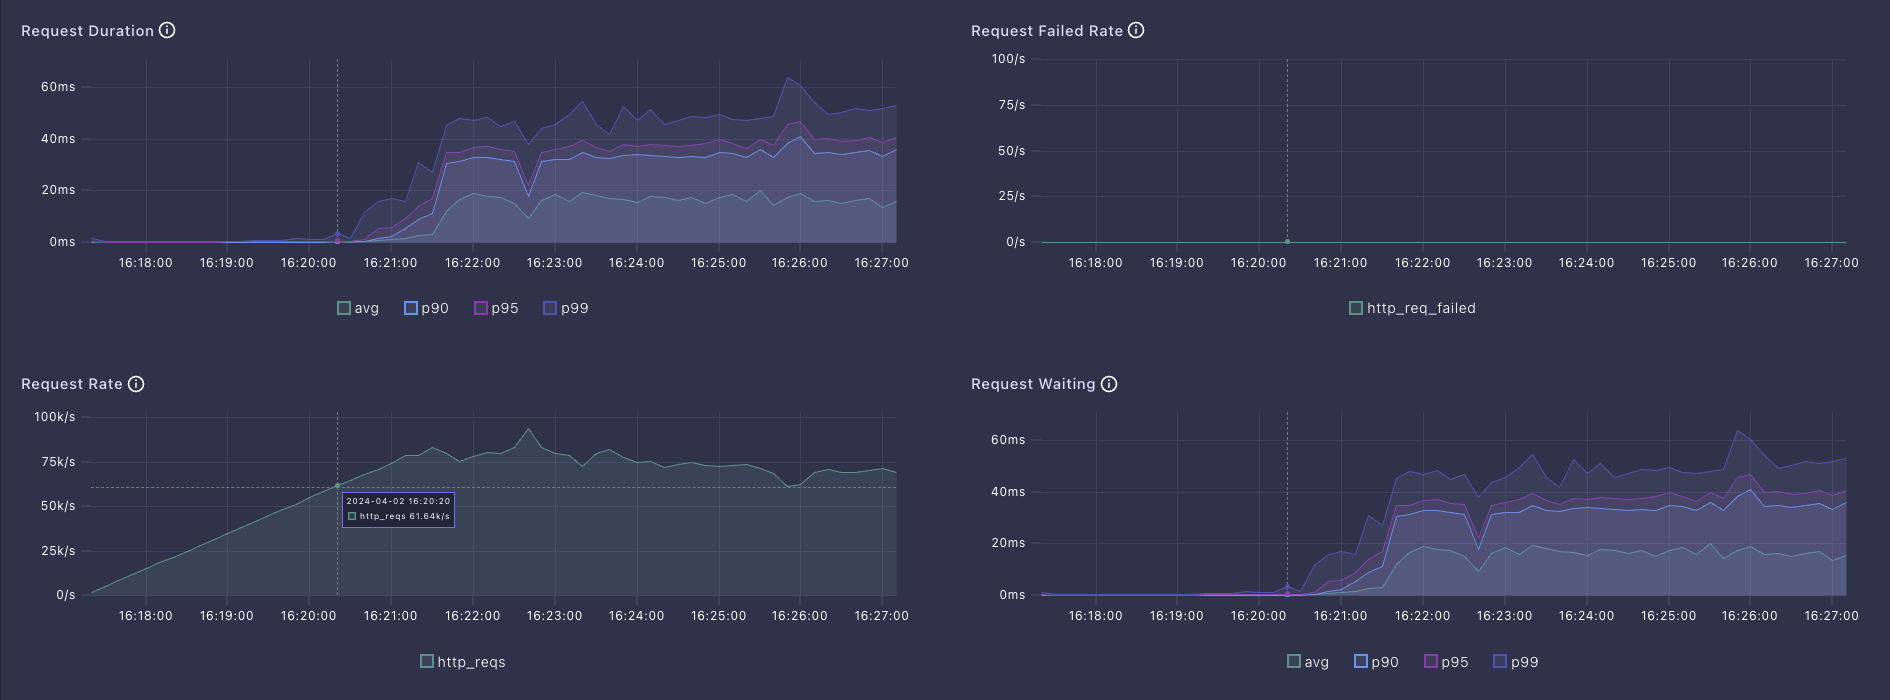 Request Duration
60ms
40ms
20ms
0ms
16:18:00 16:19:00 16:20:00 16:21:00 16:22:00 16:23:00 16:24:00 16:25:00 16:26:00 16:27:00
avg p90 p95 p99
Request Failed Rate
100/s
75/s
50/s
25/s
0/s
16:18:00 16:19:00 16:20:00 16:21:00 16:22:00 16:23:00 16:24:00 16:25:00 16:26:00 16:27:00
http_req_failed
Request Rate
100k/s
75k/s
50k/s
25k/s
0/s
2024-04-02 16:20:20
http_reqs 61.64k/s
16:18:00 16:19:00 16:20:00 16:21:00 16:22:00 16:23:00 16:24:00 16:25:00 16:26:00 16:27:00
http_reqs
Request Waiting
60ms
40ms
20ms
0ms
16:18:00 16:19:00 16:20:00 16:21:00 16:22:00 16:23:00 16:24:00 16:25:00 16:26:00 16:27:00
avg p90 p95 p99